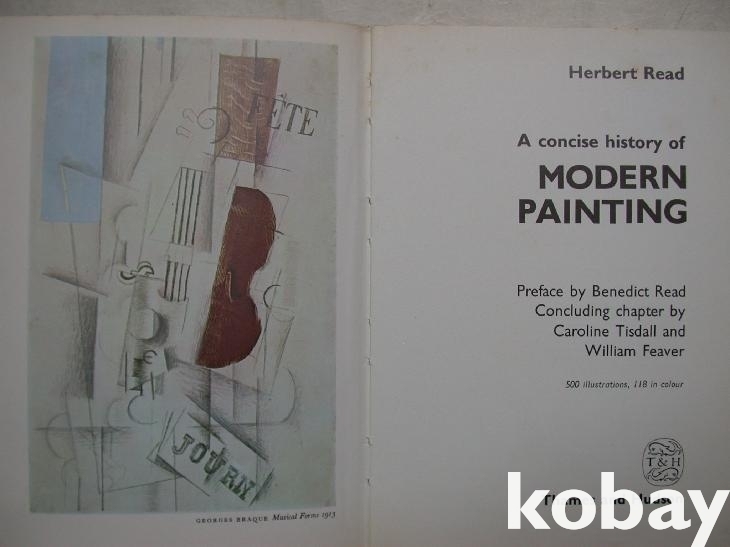 FÊTE
JOURN
GEORGES BRAQUE Musical Forms 1913
Herbert Read
A concise history of
MODERN
PAINTING
Preface by Benedict Read
Concluding chapter by
Caroline Tisdall and
William Feaver
500 illustrations, 118 in colour
T & H
and
kobay